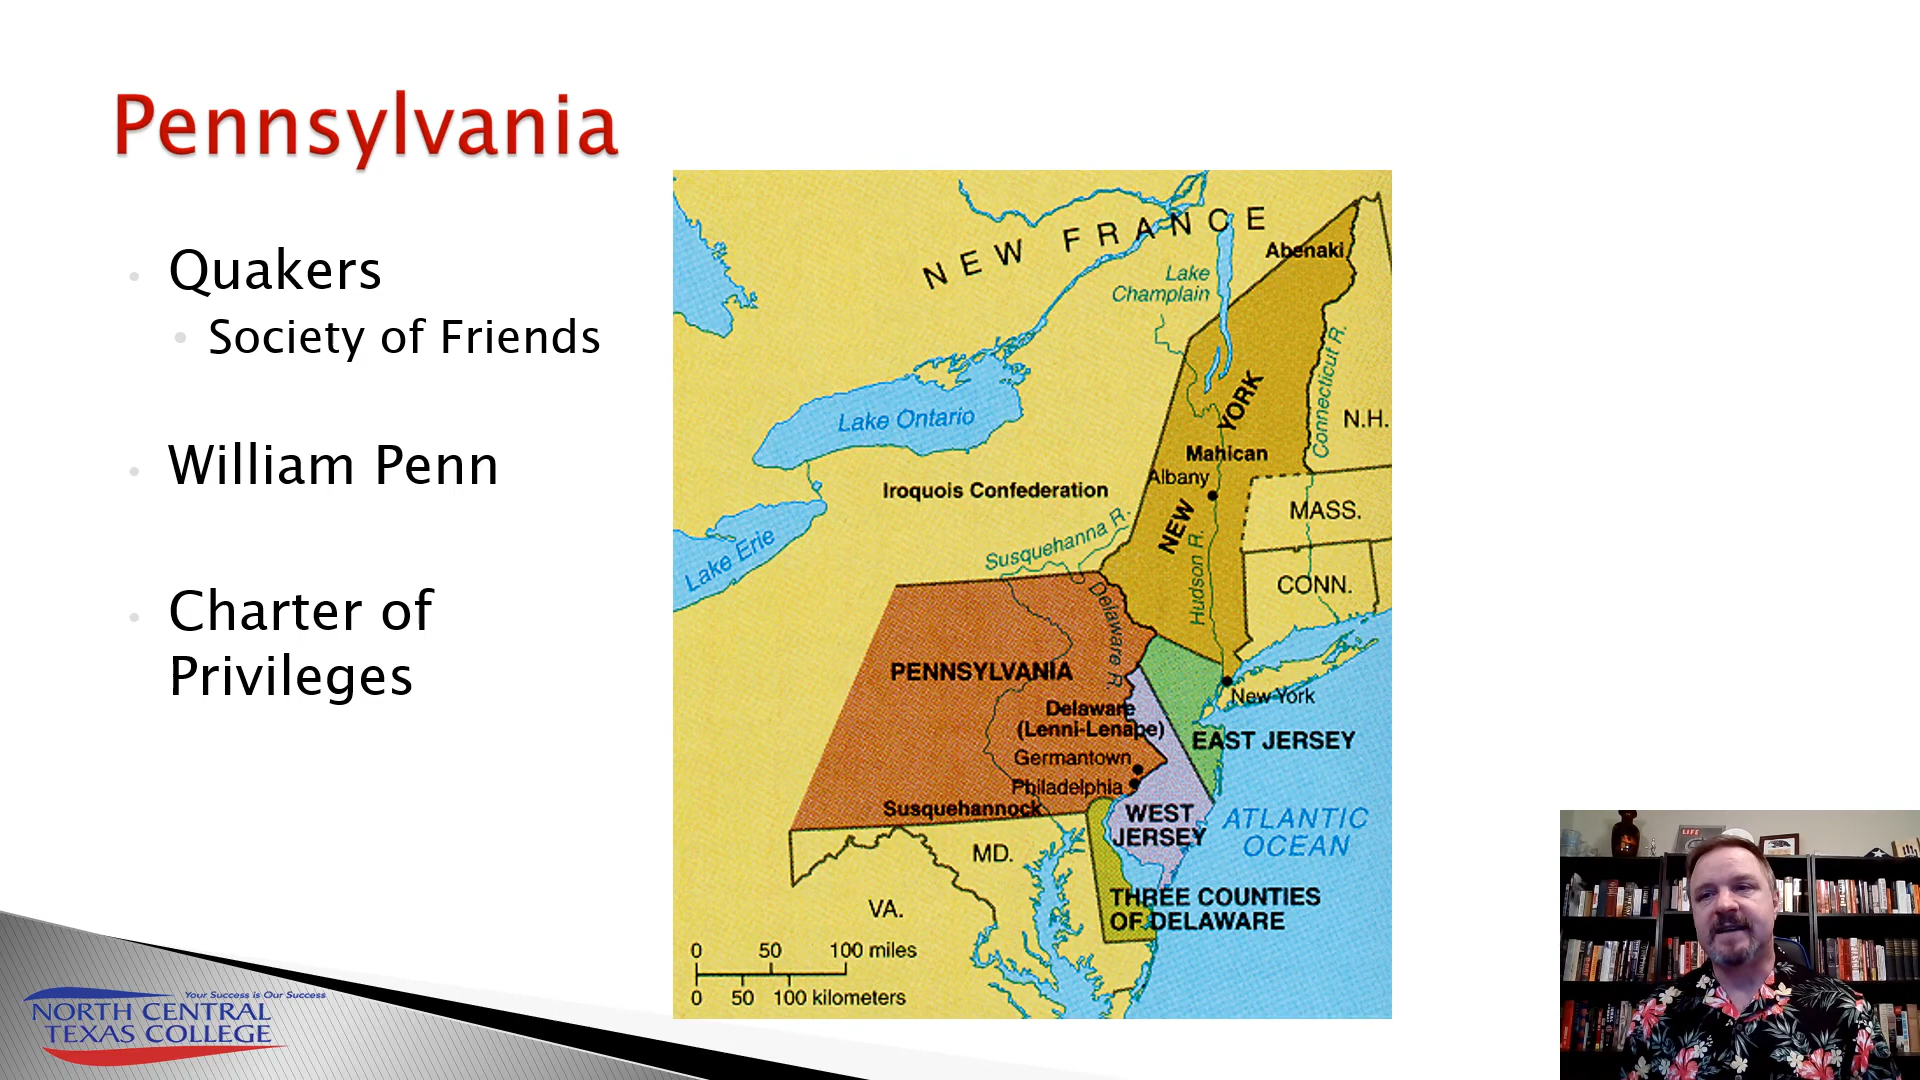 Pennsylvania
Quakers
Society of Friends
William Penn
Charter of
Privileges
NEW FRANCE
Abenaki
Lake
Champlain
Connecticut R.
Lake Ontario
YORK
N.H.
Mahican
Albany
Iroquois Confederation
MASS.
NEW
Susquehanna R.
Hudson R.
Lake Erie
CONN.
Delaware R.
PENNSYLVANIA
New York
Delaware
(Lenni-Lenape)
EAST JERSEY
Germantown
Philadelphia
Susquehannock
WEST
JERSEY
ATLANTIC
OCEAN
MD.
THREE COUNTIES
OF DELAWARE
VA.
0 50 100 miles
0 50 100 kilometers
Your Success is Our Success
NORTH CENTRAL
TEXAS COLLEGE
LIFE